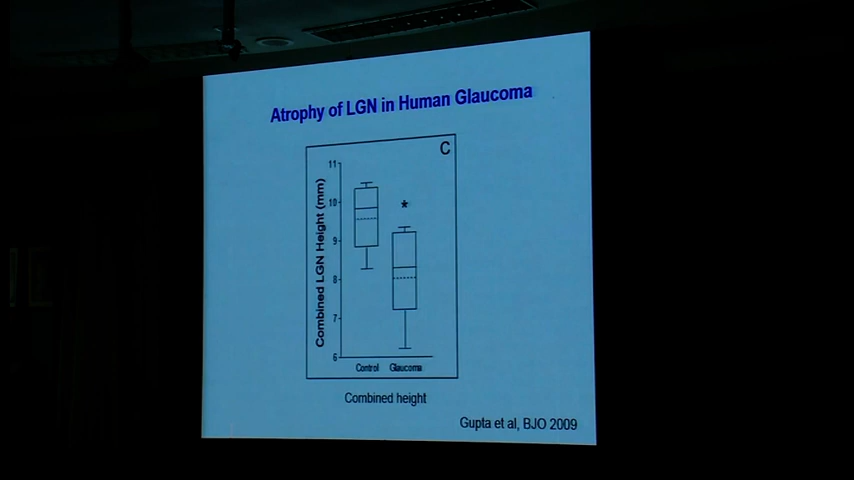 Atrophy of LGN in Human Glaucoma
C
Combined LGN Height (mm)
11
10
9
8
7
6
Control Glaucoma
*
Combined height
Gupta et al, BJO 2009